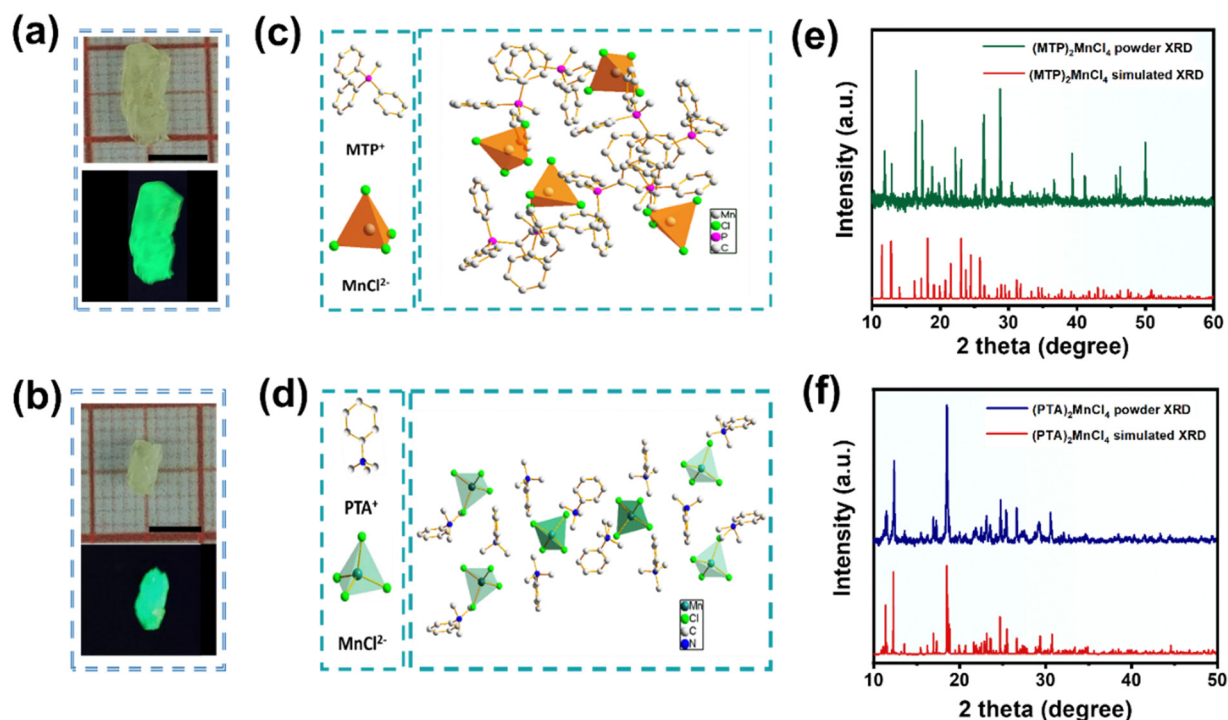 (a)
(c)
MTP⁺
MnCl²⁻
Mn
Cl
P
C
(e)
(MTP)₂MnCl₄ powder XRD
(MTP)₂MnCl₄ simulated XRD
Intensity (a.u.)
10 20 30 40 50 60
2 theta (degree)
(b)
(d)
PTA⁺
MnCl²⁻
Mn
Cl
C
N
(f)
(PTA)₂MnCl₄ powder XRD
(PTA)₂MnCl₄ simulated XRD
Intensity (a.u.)
10 20 30 40 50
2 theta (degree)